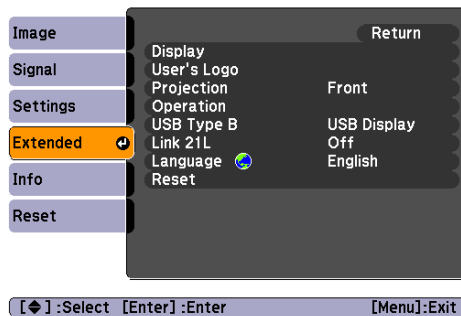 Image
Signal
Settings
Extended
Info
Reset
Return
Display
User's Logo
Projection Front
Operation
USB Type B USB Display
Link 21L Off
Language English
Reset
[◆] :Select [Enter] :Enter [Menu]:Exit